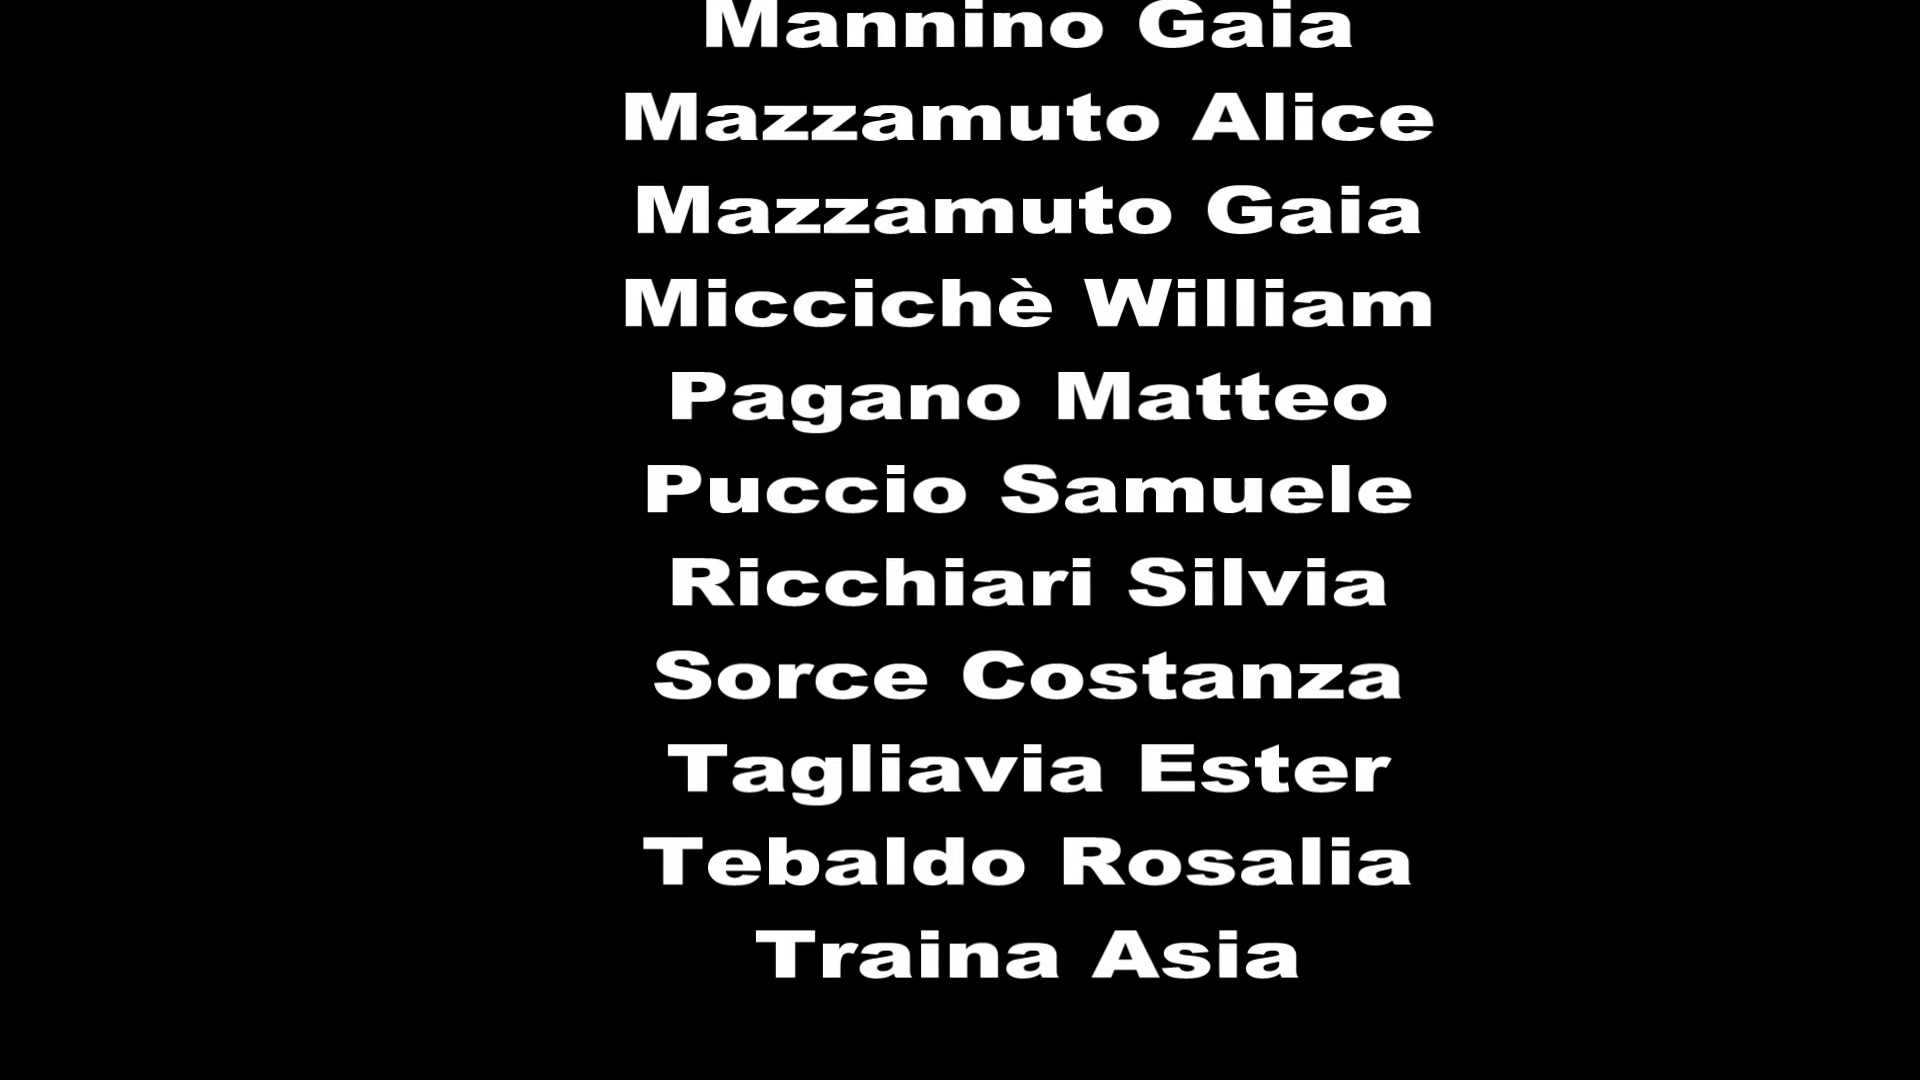 Mannino Gaia
Mazzamuto Alice
Mazzamuto Gaia
Miccichè William
Pagano Matteo
Puccio Samuele
Ricchiari Silvia
Sorce Costanza
Tagliavia Ester
Tebaldo Rosalia
Traina Asia